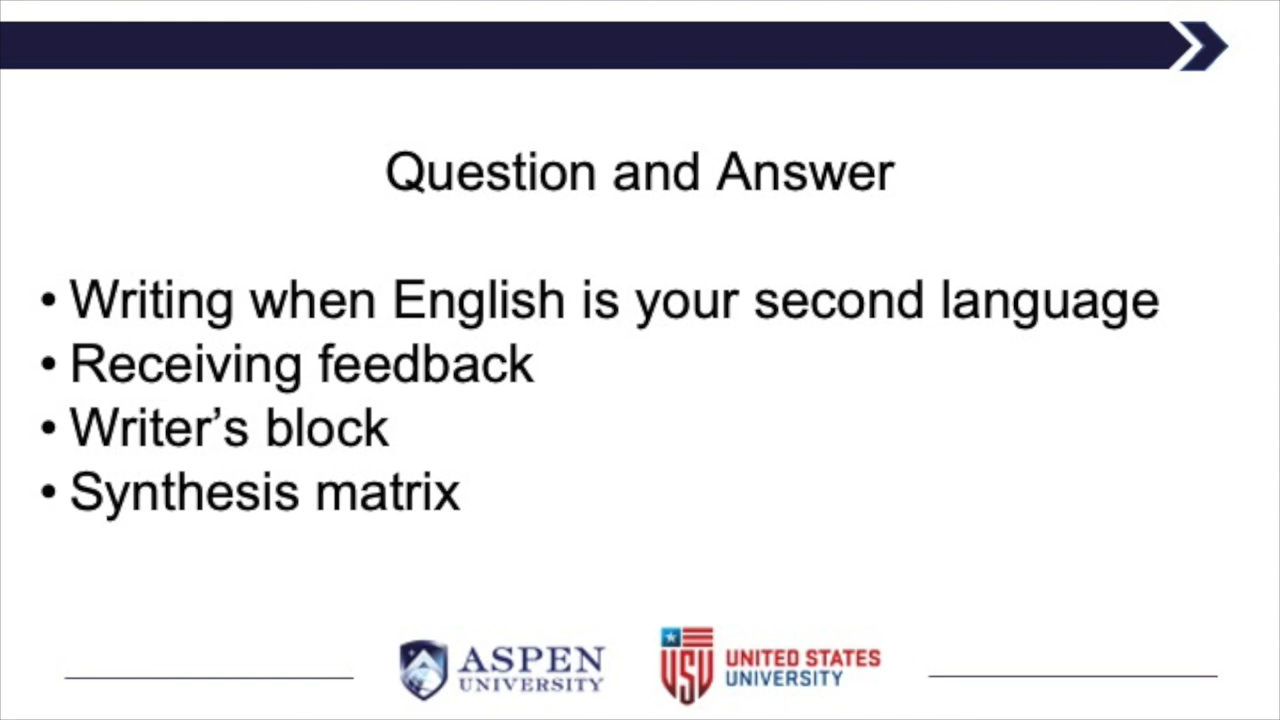 Question and Answer
• Writing when English is your second language
• Receiving feedback
• Writer’s block
• Synthesis matrix
ASPEN
UNIVERSITY
USU
UNITED STATES
UNIVERSITY